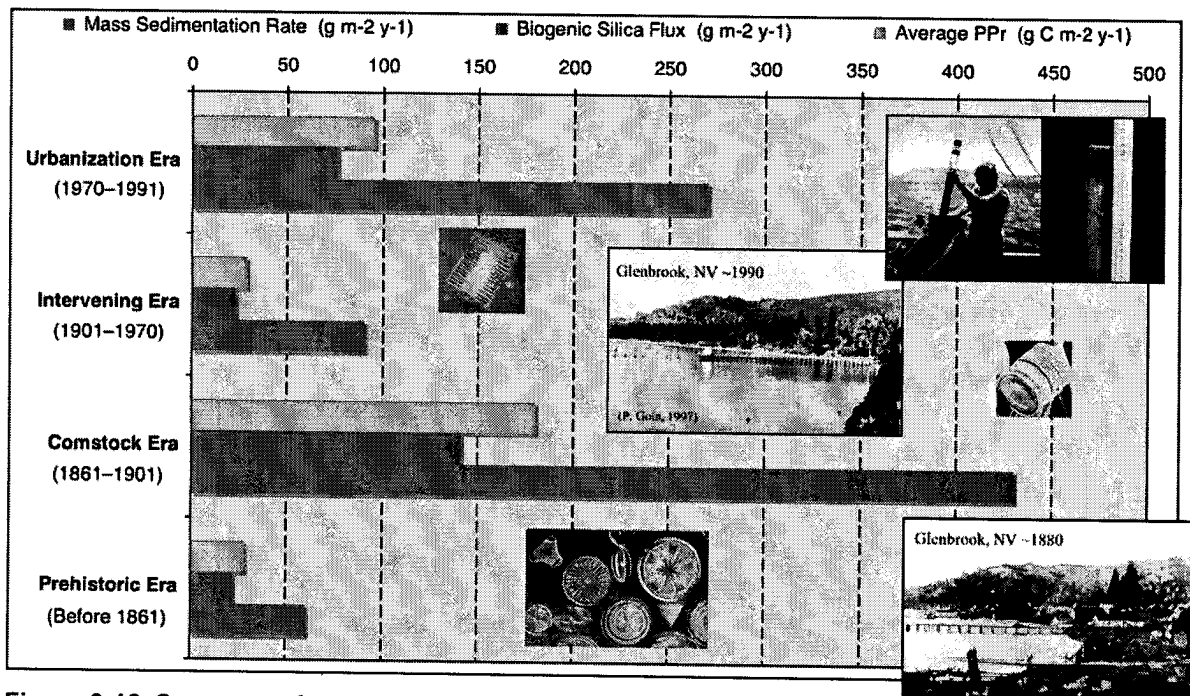 Mass Sedimentation Rate (g m-2 y-1) Biogenic Silica Flux (g m-2 y-1) Average PPr (g C m-2 y-1)
0 50 100 150 200 250 300 350 400 450 500
Urbanization Era
(1970–1991)
Intervening Era
(1901–1970)
Glenbrook, NV ~1990
(P. Goin, 1997)
Comstock Era
(1861–1901)
Prehistoric Era
(Before 1861)
Glenbrook, NV ~1880